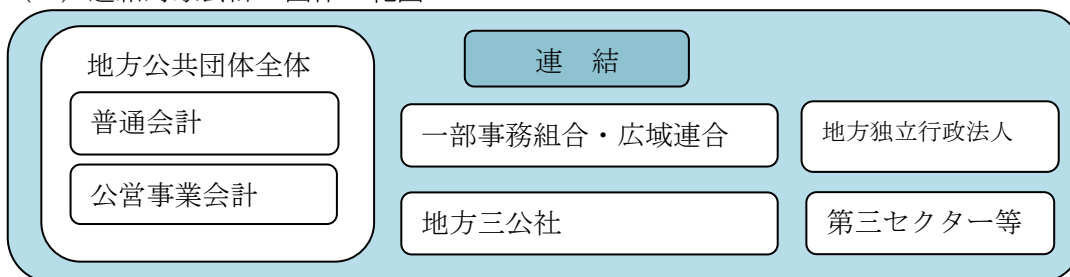 地方公共団体全体
普通会計
公営事業会計
連 結
一部事務組合・広域連合
地方独立行政法人
地方三公社
第三セクター等